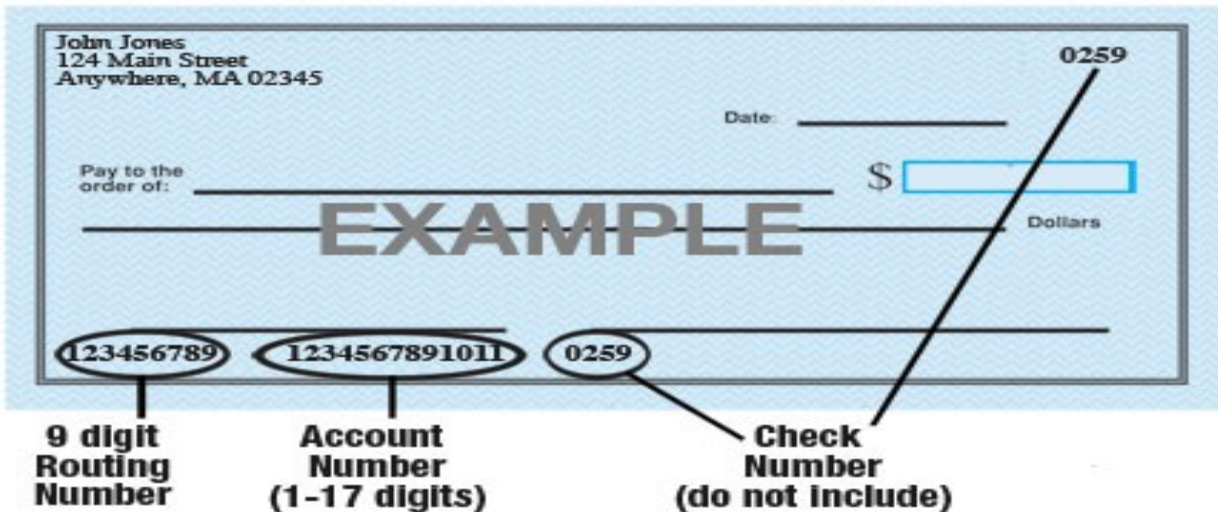 John Jones
124 Main Street
Anywhere, MA 02345
0259
Date:
Pay to the
order of:
$
EXAMPLE
Dollars
123456789 1234567891011 0259
9 digit
Routing
Number
Account
Number
(1-17 digits)
Check
Number
(do not include)